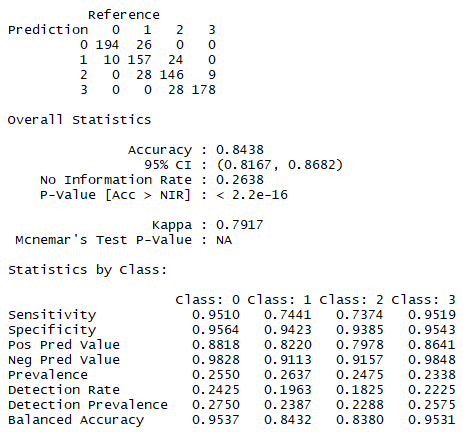 Reference
Prediction   0   1   2   3
         0 194  26   0   0
         1  10 157  24   0
         2   0  28 146   9
         3   0   0  28 178
Overall Statistics
               Accuracy : 0.8438
                 95% CI : (0.8167, 0.8682)
    No Information Rate : 0.2638
    P-Value [Acc > NIR] : < 2.2e-16
                  Kappa : 0.7917
 Mcnemar's Test P-Value : NA
Statistics by Class:
                     Class: 0 Class: 1 Class: 2 Class: 3
Sensitivity            0.9510   0.7441   0.7374   0.9519
Specificity            0.9564   0.9423   0.9385   0.9543
Pos Pred Value         0.8818   0.8220   0.7978   0.8641
Neg Pred Value         0.9828   0.9113   0.9157   0.9848
Prevalence             0.2550   0.2637   0.2475   0.2338
Detection Rate         0.2425   0.1963   0.1825   0.2225
Detection Prevalence   0.2750   0.2387   0.2288   0.2575
Balanced Accuracy      0.9537   0.8432   0.8380   0.9531